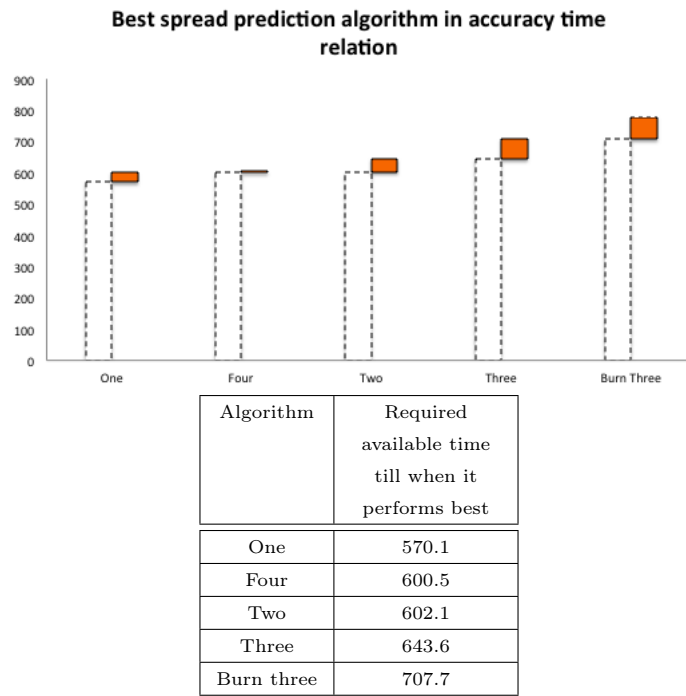 Best spread prediction algorithm in accuracy time
relation
900
800
700
600
500
400
300
200
100
0
One Four Two Three Burn Three
Algorithm Required
available time
till when it
performs best
One 570.1
Four 600.5
Two 602.1
Three 643.6
Burn three 707.7